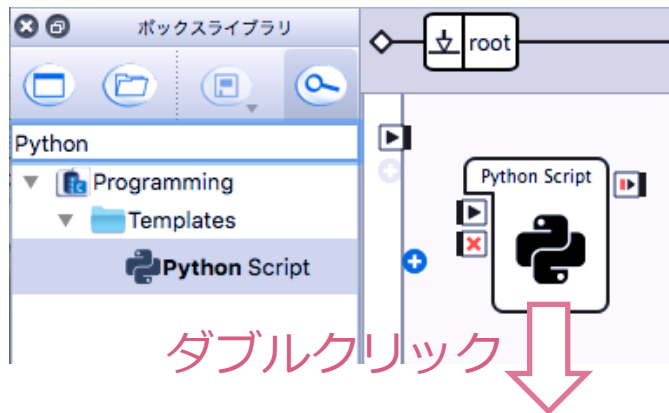 ボックスライブラリ
root
Python
Programming
Templates
Python Script
Python Script
ダブルクリック